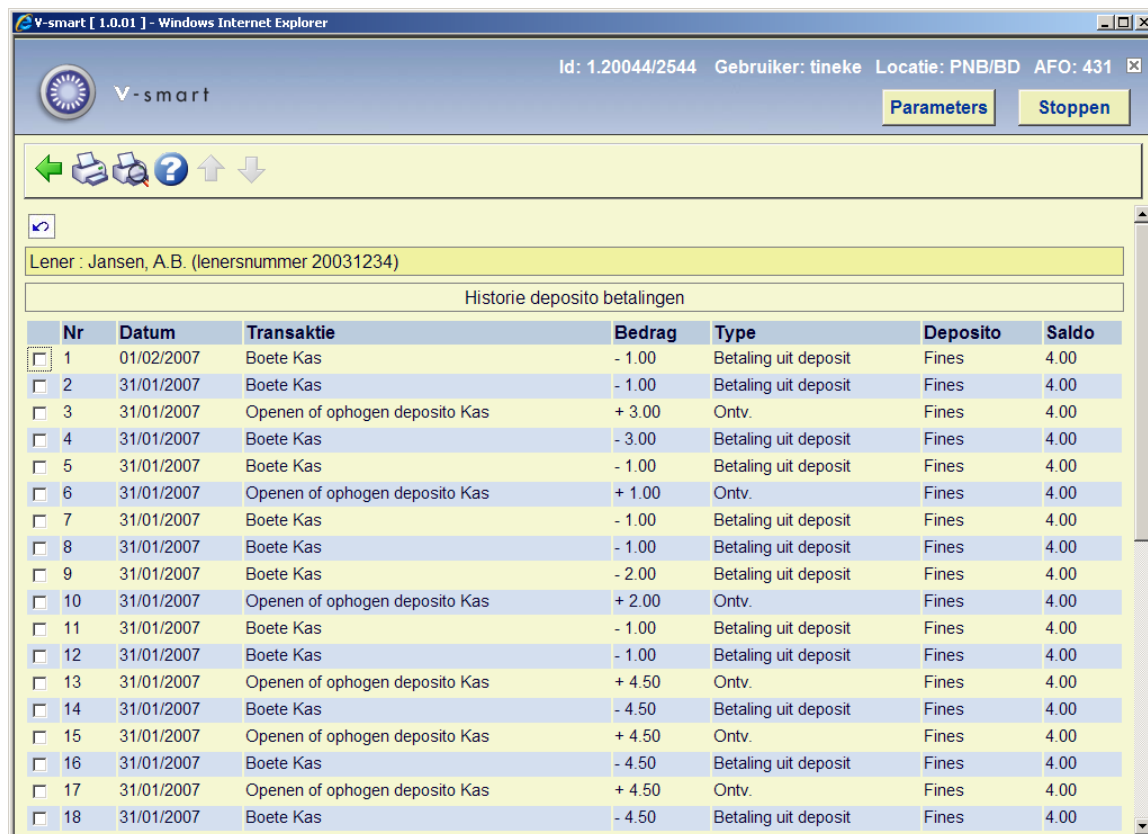 V-smart [ 1.0.01 ] - Windows Internet Explorer
Id: 1.20044/2544 Gebruiker: tineke Locatie: PNB/BD AFO: 431
V-smart
Parameters Stoppen
Lener : Jansen, A.B. (lenersnummer 20031234)
Historie deposito betalingen
Nr Datum Transaktie Bedrag Type Deposito Saldo
1 01/02/2007 Boete Kas - 1.00 Betaling uit deposit Fines 4.00
2 31/01/2007 Boete Kas - 1.00 Betaling uit deposit Fines 4.00
3 31/01/2007 Openen of ophogen deposito Kas + 3.00 Ontv. Fines 4.00
4 31/01/2007 Boete Kas - 3.00 Betaling uit deposit Fines 4.00
5 31/01/2007 Boete Kas - 1.00 Betaling uit deposit Fines 4.00
6 31/01/2007 Openen of ophogen deposito Kas + 1.00 Ontv. Fines 4.00
7 31/01/2007 Boete Kas - 1.00 Betaling uit deposit Fines 4.00
8 31/01/2007 Boete Kas - 1.00 Betaling uit deposit Fines 4.00
9 31/01/2007 Boete Kas - 2.00 Betaling uit deposit Fines 4.00
10 31/01/2007 Openen of ophogen deposito Kas + 2.00 Ontv. Fines 4.00
11 31/01/2007 Boete Kas - 1.00 Betaling uit deposit Fines 4.00
12 31/01/2007 Boete Kas - 1.00 Betaling uit deposit Fines 4.00
13 31/01/2007 Openen of ophogen deposito Kas + 4.50 Ontv. Fines 4.00
14 31/01/2007 Boete Kas - 4.50 Betaling uit deposit Fines 4.00
15 31/01/2007 Openen of ophogen deposito Kas + 4.50 Ontv. Fines 4.00
16 31/01/2007 Boete Kas - 4.50 Betaling uit deposit Fines 4.00
17 31/01/2007 Openen of ophogen deposito Kas + 4.50 Ontv. Fines 4.00
18 31/01/2007 Boete Kas - 4.50 Betaling uit deposit Fines 4.00